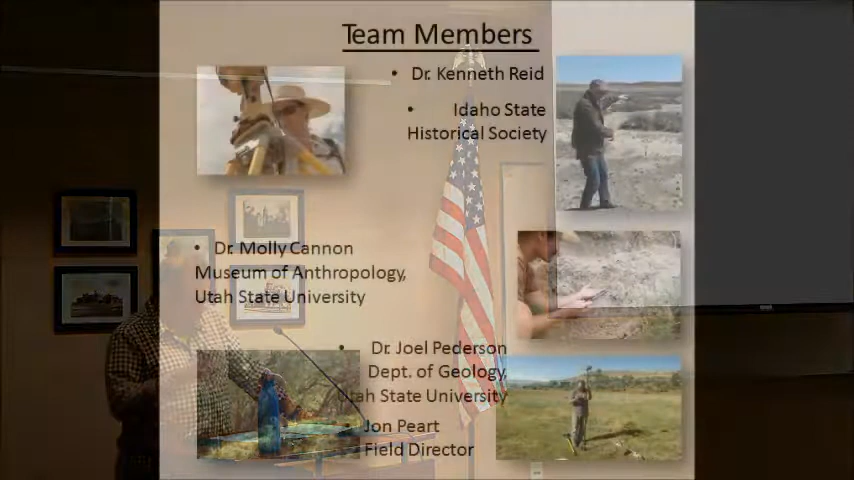 Team Members
• Dr. Kenneth Reid
• Idaho State
Historical Society
• Dr. Molly Cannon
Museum of Anthropology,
Utah State University
• Dr. Joel Pederson
Dept. of Geology,
Utah State University
• Jon Peart
Field Director